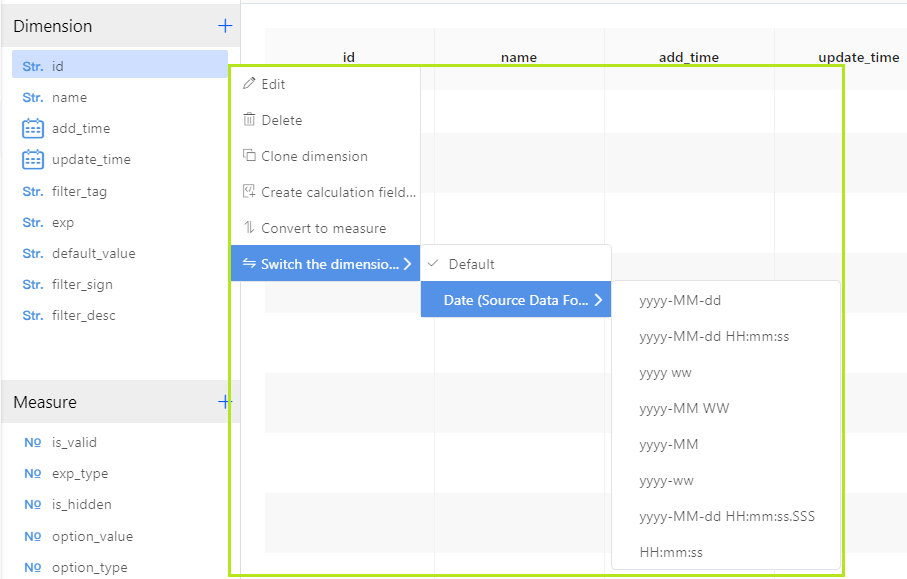 Dimension
Str. id
Str. name
add_time
update_time
Str. filter_tag
Str. exp
Str. default_value
Str. filter_sign
Str. filter_desc
Measure
No is_valid
No exp_type
No is_hidden
No option_value
No option_type
id name add_time update_time
Edit
Delete
Clone dimension
Create calculation field...
Convert to measure
Switch the dimensio...
Default
Date (Source Data Fo...
yyyy-MM-dd
yyyy-MM-dd HH:mm:ss
yyyy ww
yyyy-MM WW
yyyy-MM
yyyy-ww
yyyy-MM-dd HH:mm:ss.SSS
HH:mm:ss